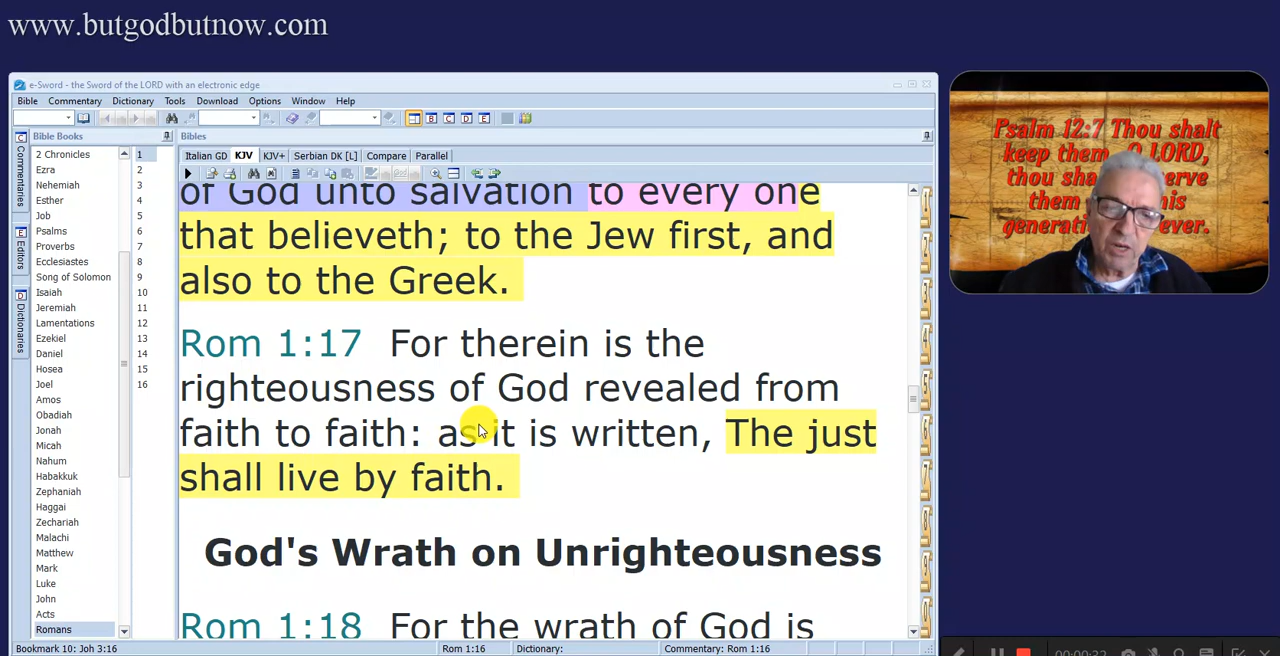 www.butgodbutnow.com
e-Sword - the Sword of the LORD with an electronic edge
Bible Commentary Dictionary Tools Download Options Window Help
Bible Books
Bibles
Commentaries
Editors
Dictionaries
Italian GD KJV KJV+ Serbian DK [L] Compare Parallel
2 Chronicles
Ezra
Nehemiah
Esther
Job
Psalms
Proverbs
Ecclesiastes
Song of Solomon
Isaiah
Jeremiah
Lamentations
Ezekiel
Daniel
Hosea
Joel
Amos
Obadiah
Jonah
Micah
Nahum
Habakkuk
Zephaniah
Haggai
Zechariah
Malachi
Matthew
Mark
Luke
John
Acts
Romans
1
2
3
4
5
6
7
8
9
10
11
12
13
14
15
16
of God unto salvation to every one
that believeth; to the Jew first, and
also to the Greek.
Rom 1:17 For therein is the
righteousness of God revealed from
faith to faith: as it is written, The just
shall live by faith.
God's Wrath on Unrighteousness
Rom 1:18 For the wrath of God is
Bookmark 10: Joh 3:16 Rom 1:16 Dictionary: Commentary: Rom 1:16
Psalm 12:7 Thou shalt
keep them, O LORD,
thou
them
ever.